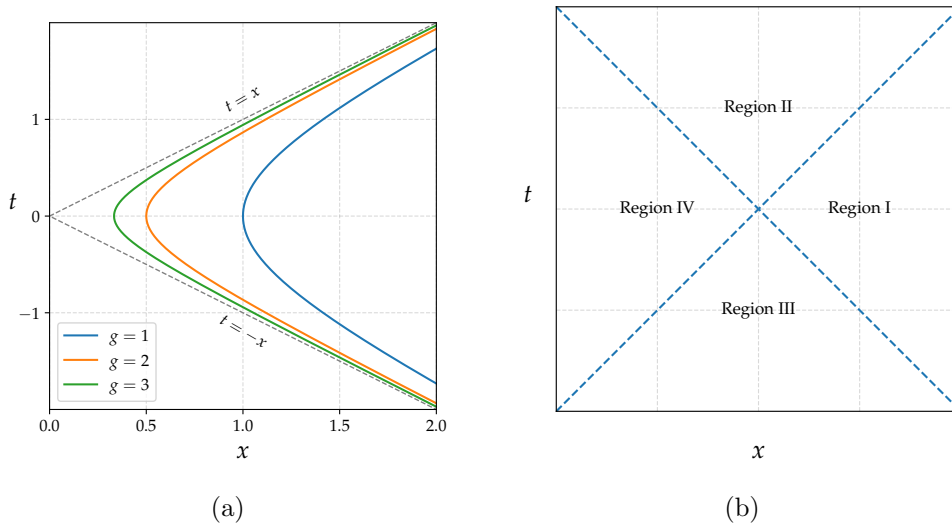 t = x
1
t
0
−1
t = −x
g = 1
g = 2
g = 3
0.0 0.5 1.0 1.5 2.0
x
(a)
Region II
t
Region IV Region I
Region III
x
(b)